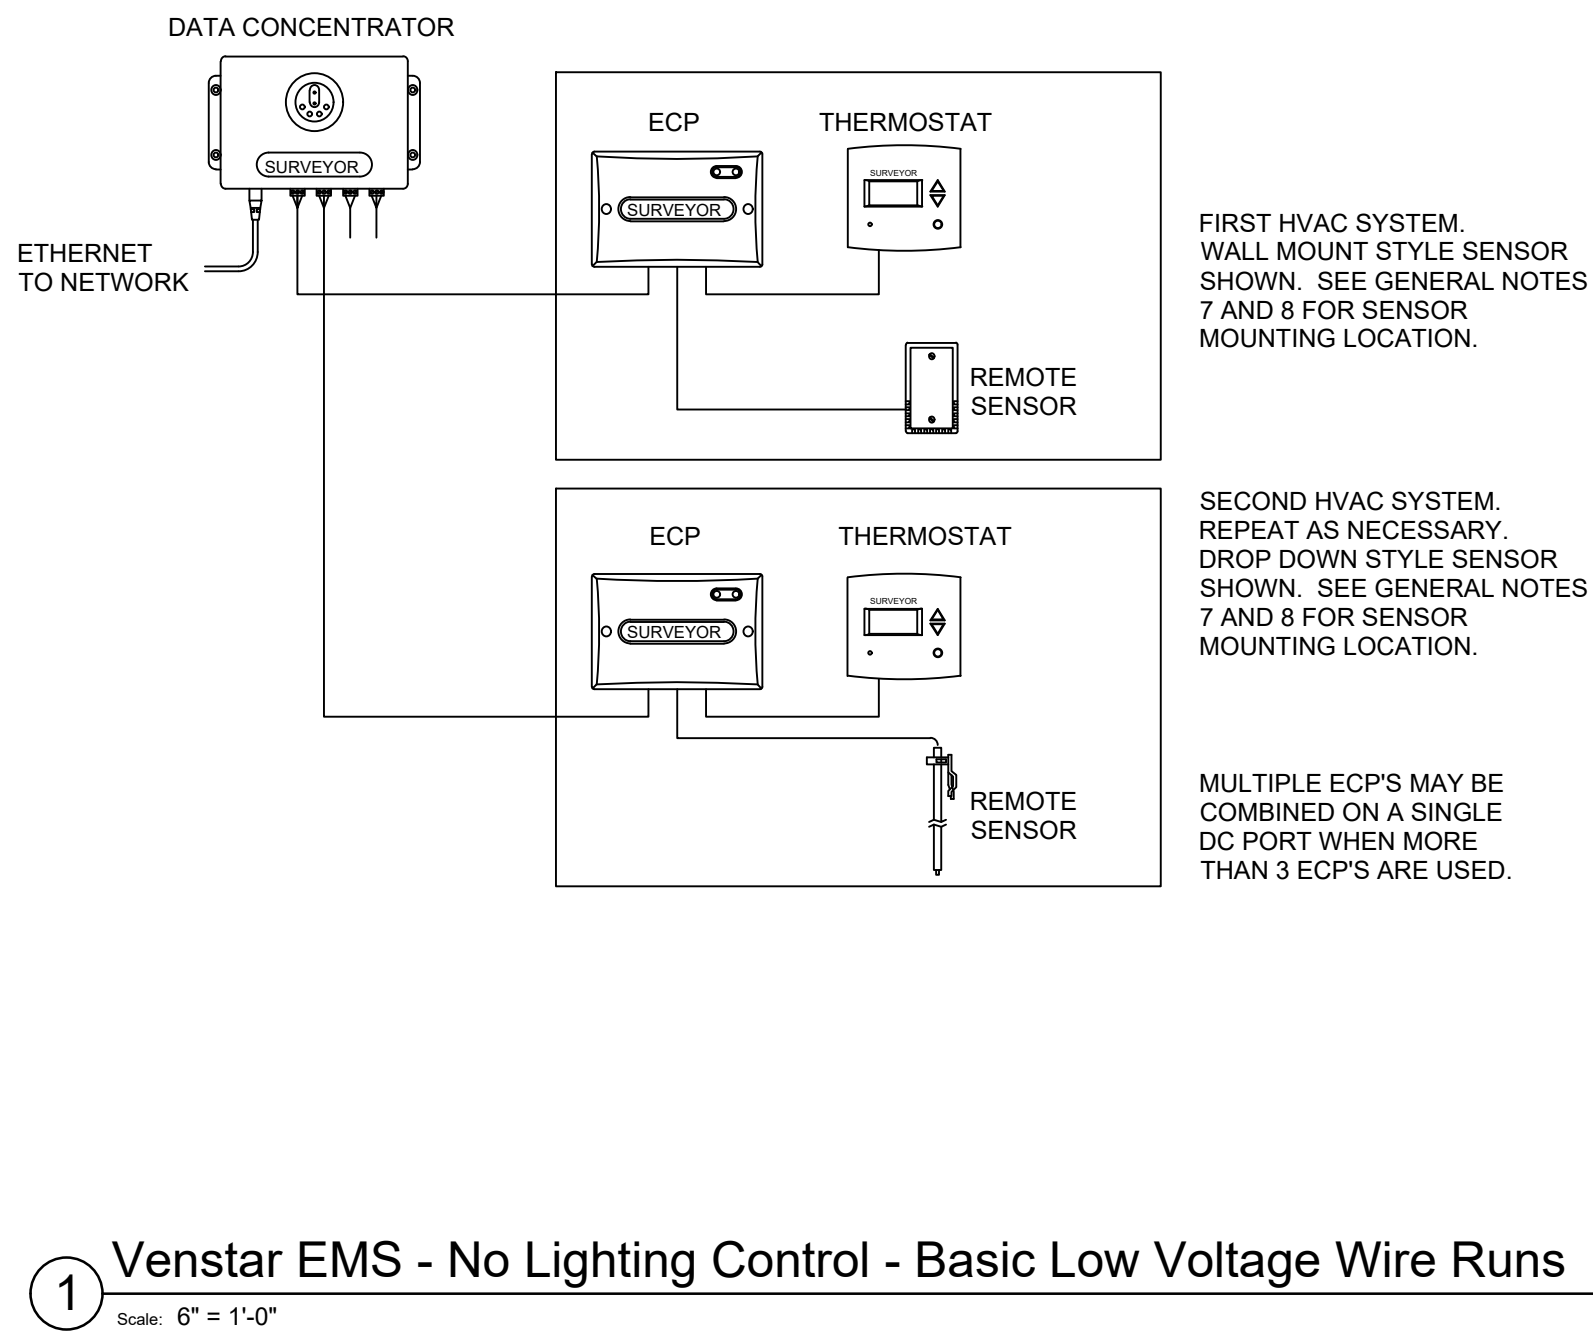 DATA CONCENTRATOR
SURVEYOR
ETHERNET
TO NETWORK
ECP
THERMOSTAT
SURVEYOR
SURVEYOR
REMOTE
SENSOR
FIRST HVAC SYSTEM.
WALL MOUNT STYLE SENSOR
SHOWN. SEE GENERAL NOTES
7 AND 8 FOR SENSOR
MOUNTING LOCATION.
ECP
THERMOSTAT
SURVEYOR
SURVEYOR
REMOTE
SENSOR
SECOND HVAC SYSTEM.
REPEAT AS NECESSARY.
DROP DOWN STYLE SENSOR
SHOWN. SEE GENERAL NOTES
7 AND 8 FOR SENSOR
MOUNTING LOCATION.
MULTIPLE ECP'S MAY BE
COMBINED ON A SINGLE
DC PORT WHEN MORE
THAN 3 ECP'S ARE USED.
1
Venstar EMS - No Lighting Control - Basic Low Voltage Wire Runs
Scale: 6" = 1'-0"